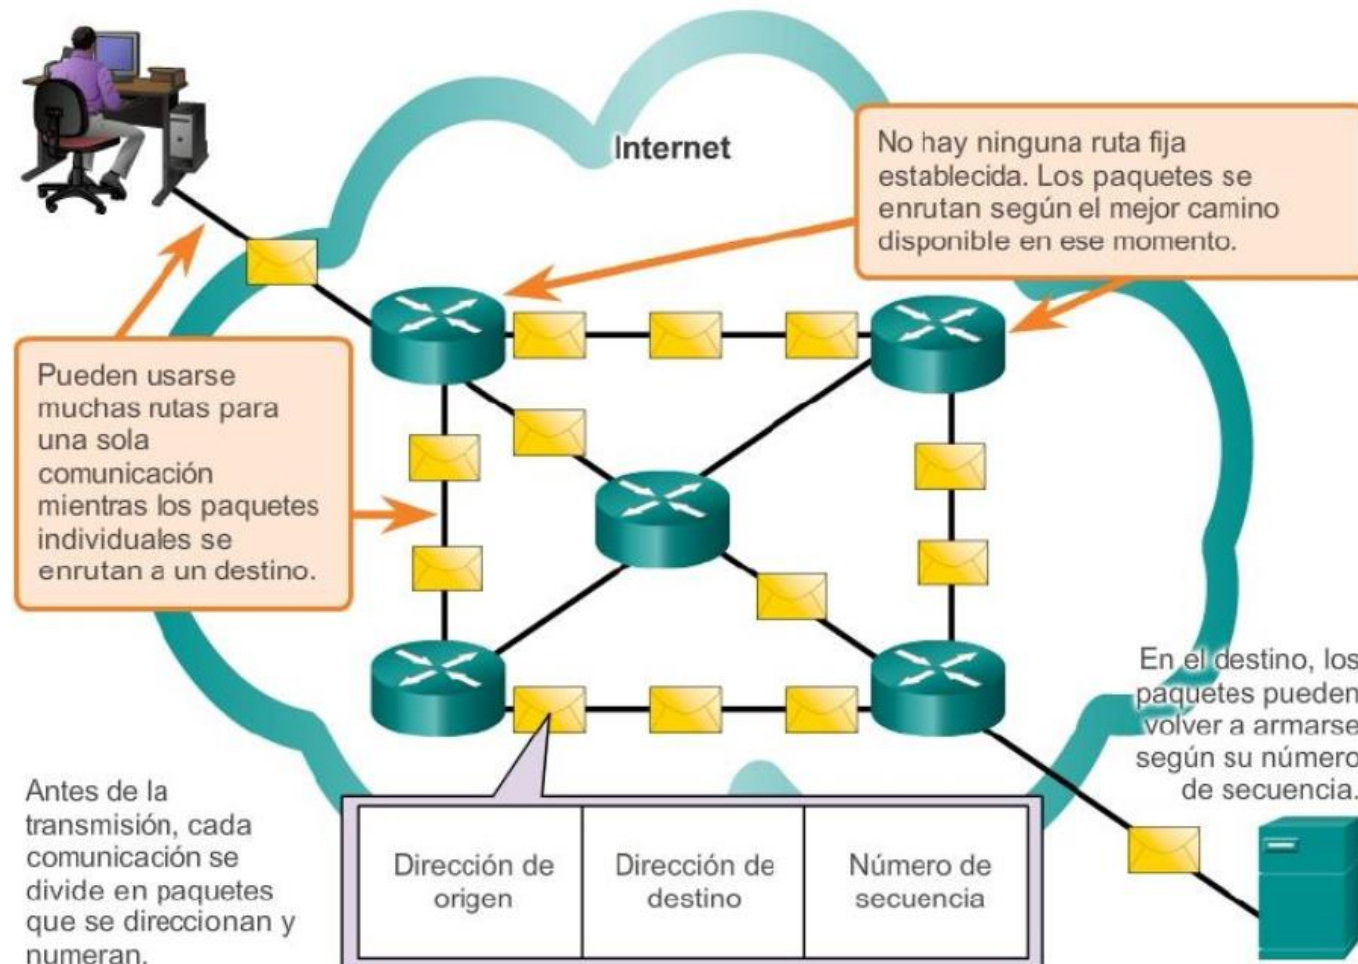 Internet
No hay ninguna ruta fija
establecida. Los paquetes se
enrutan según el mejor camino
disponible en ese momento.
Pueden usarse
muchas rutas para
una sola
comunicación
mientras los paquetes
individuales se
enrutan a un destino.
En el destino, los
paquetes pueden
volver a armarse
según su número
de secuencia.
Antes de la
transmisión, cada
comunicación se
divide en paquetes
que se direccionan y
numeran.
Dirección de
origen
Dirección de
destino
Número de
secuencia